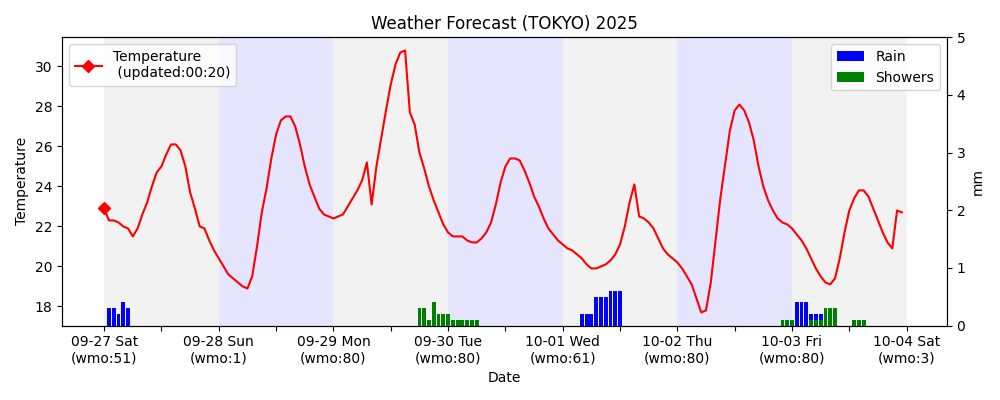 Weather Forecast (TOKYO) 2025
Temperature
(updated:00:20)
Rain
Showers
Temperature
30
28
26
24
22
20
18
5
4
3
2
1
0
mm
09-27 Sat
(wmo:51)
09-28 Sun
(wmo:1)
09-29 Mon
(wmo:80)
09-30 Tue
(wmo:80)
10-01 Wed
(wmo:61)
10-02 Thu
(wmo:80)
10-03 Fri
(wmo:80)
10-04 Sat
(wmo:3)
Date